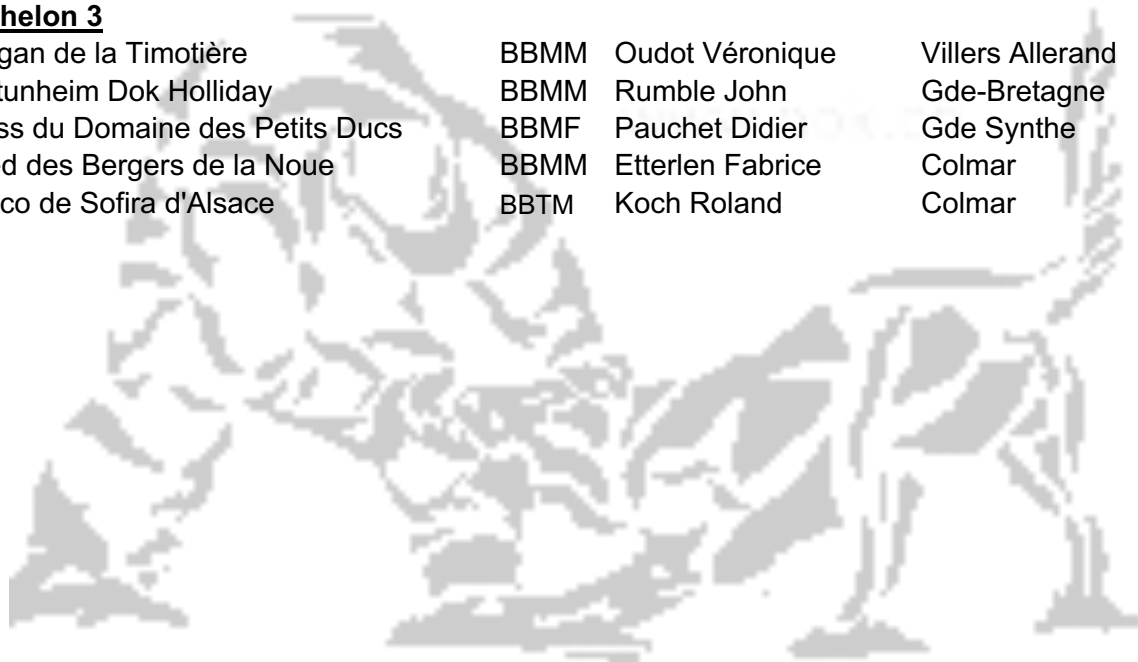 helon 3
gan de la Timotière BBMM Oudot Véronique Villers Allerand
tunheim Dok Holliday BBMM Rumble John Gde-Bretagne
ss du Domaine des Petits Ducs BBMF Pauchet Didier Gde Synthe
ed des Bergers de la Noue BBMM Etterlen Fabrice Colmar
co de Sofira d'Alsace BBTM Koch Roland Colmar